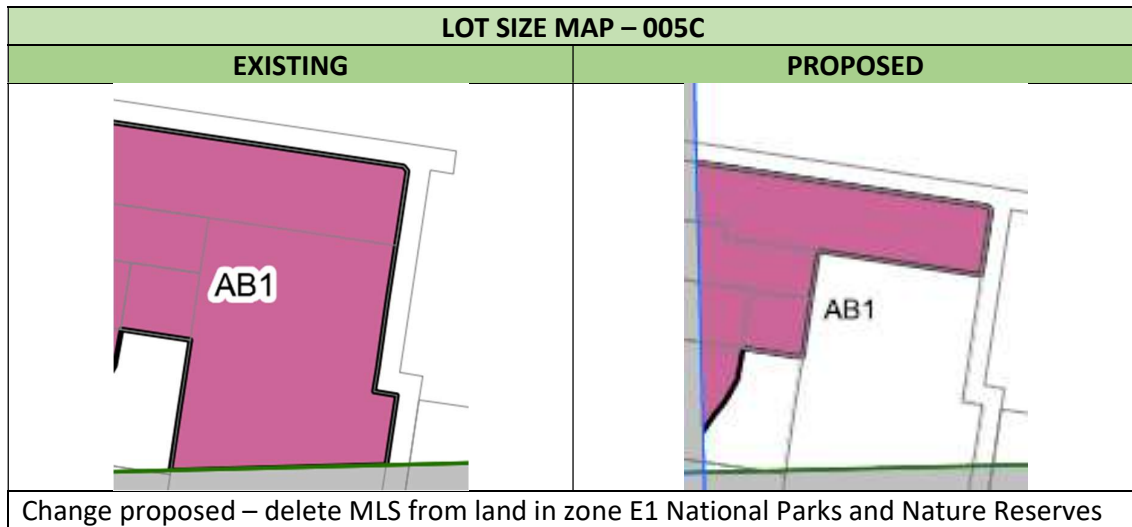 LOT SIZE MAP – 005C
EXISTING
PROPOSED
AB1
AB1
Change proposed – delete MLS from land in zone E1 National Parks and Nature Reserves